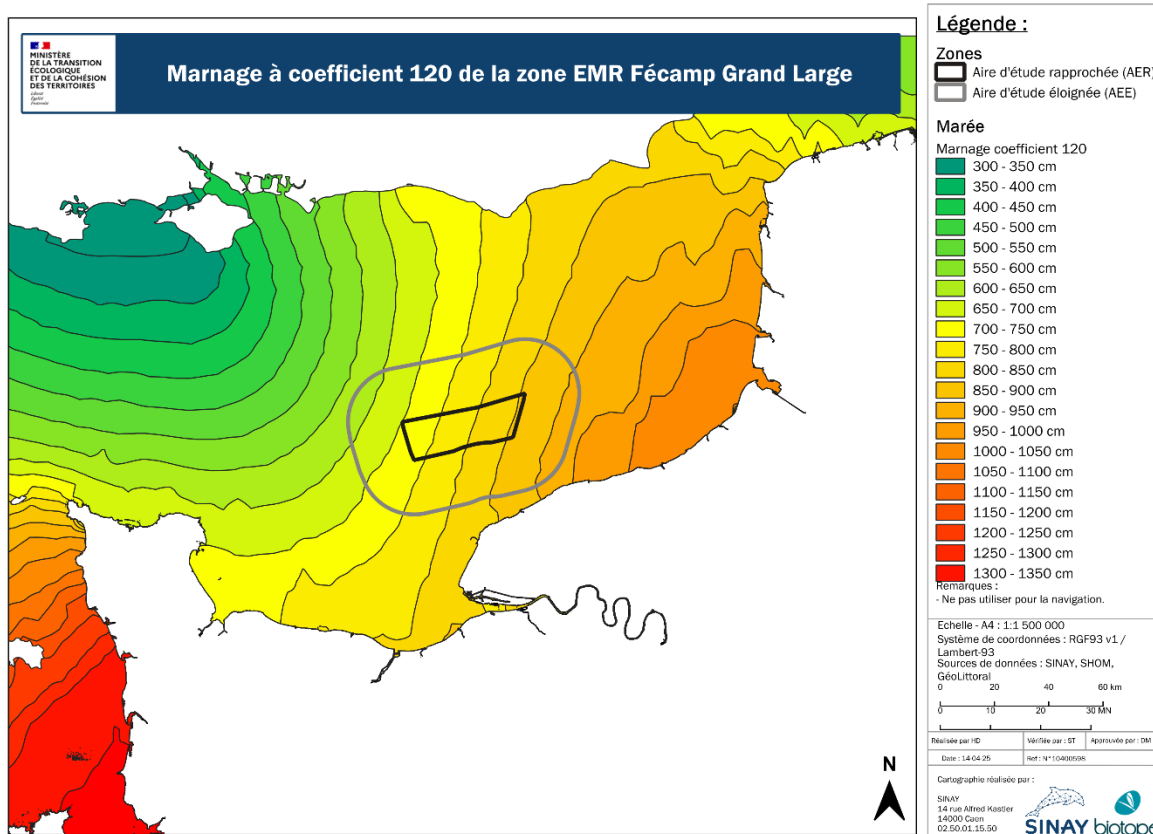 MINISTÈRE
DE LA TRANSITION
ÉCOLOGIQUE
ET DE LA COHÉSION
DES TERRITOIRES
Liberté
Égalité
Fraternité
Marnage à coefficient 120 de la zone EMR Fécamp Grand Large
N
Légende :
Zones
Aire d'étude rapprochée (AER)
Aire d'étude éloignée (AEE)
Marée
Marnage coefficient 120
300 - 350 cm
350 - 400 cm
400 - 450 cm
450 - 500 cm
500 - 550 cm
550 - 600 cm
600 - 650 cm
650 - 700 cm
700 - 750 cm
750 - 800 cm
800 - 850 cm
850 - 900 cm
900 - 950 cm
950 - 1000 cm
1000 - 1050 cm
1050 - 1100 cm
1100 - 1150 cm
1150 - 1200 cm
1200 - 1250 cm
1250 - 1300 cm
1300 - 1350 cm
Remarques :
- Ne pas utiliser pour la navigation.
Echelle - A4 : 1:1 500 000
Système de coordonnées : RGF93 v1 /
Lambert-93
Sources de données : SINAY, SHOM,
GéoLittoral
0 20 40 60 km
0 10 20 30 MN
Réalisée par HD Vérifiée par : ST Approuvée par : DM
Date : 14-04-25 Ref : N°10400598
Cartographie réalisée par :
SINAY
14 rue Alfred Kastler
14000 Caen
02.50.01.15.50
SINAY biotope